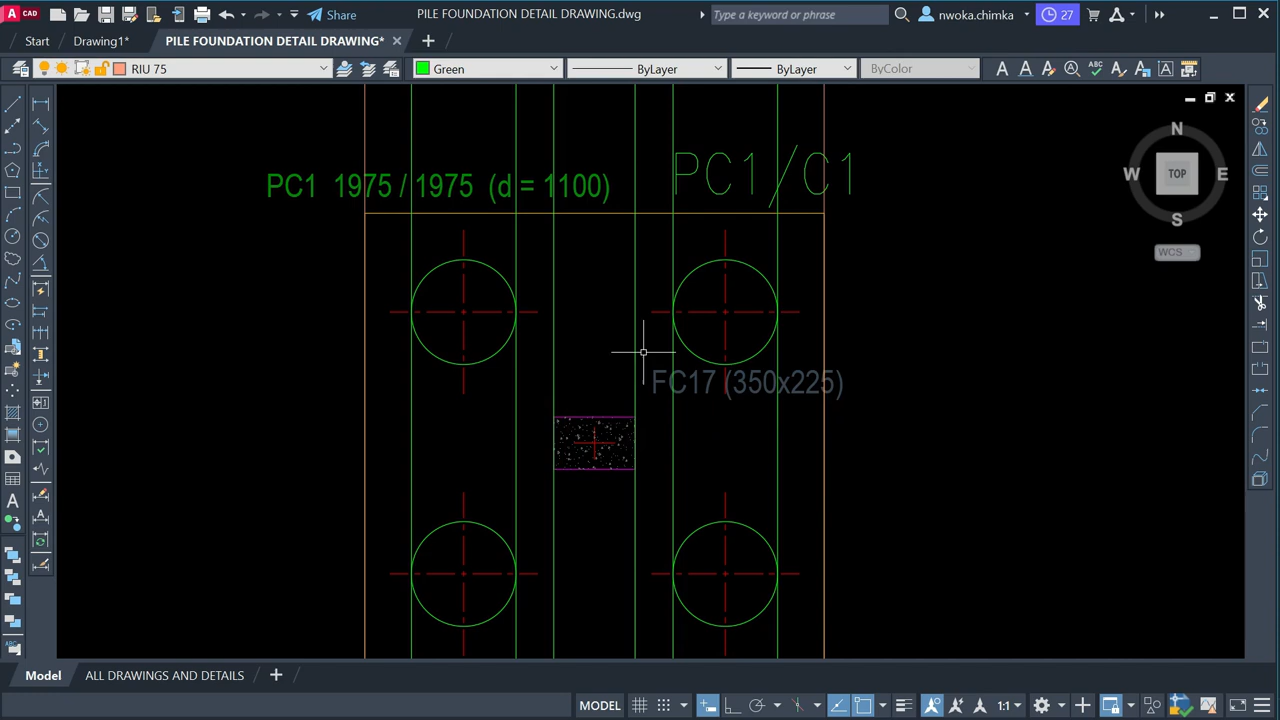 A CAD Share PILE FOUNDATION DETAIL DRAWING.dwg Type a keyword or phrase nwoka.chimka 27
Start Drawing1* PILE FOUNDATION DETAIL DRAWING*
RIU 75 Green ByLayer ByLayer ByColor
PC1 1975 / 1975 (d = 1100) PC1/C1
N
W TOP E
S
WCS
FC17 (350x225)
Model ALL DRAWINGS AND DETAILS
MODEL 1:1